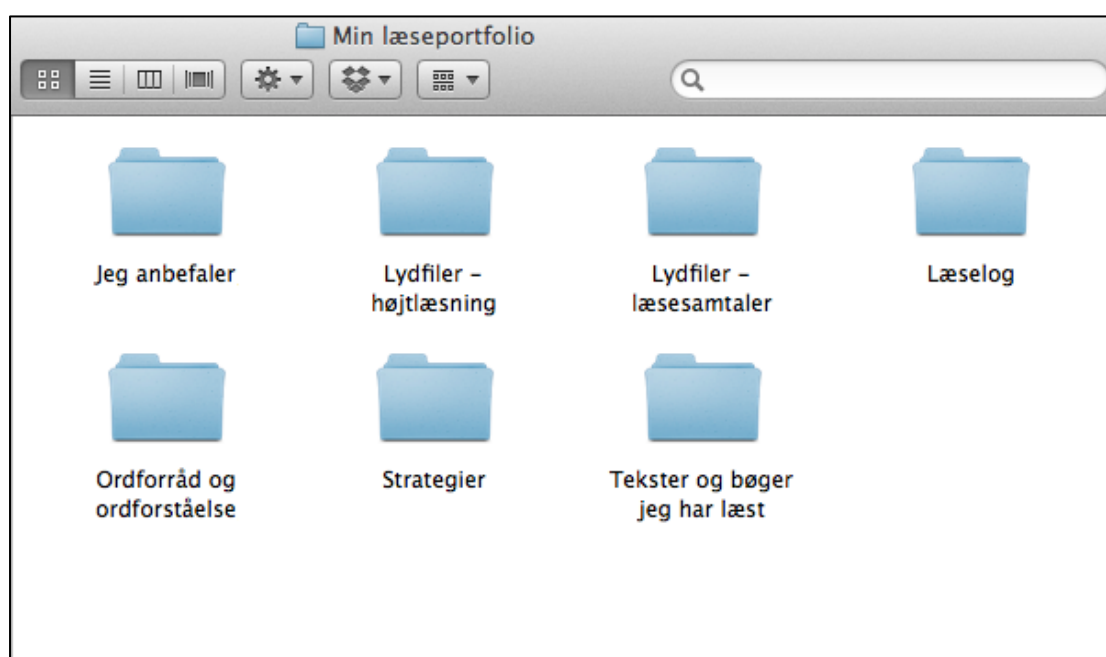 Min læseportfolio
Jeg anbefaler
Lydfiler –
højtlæsning
Lydfiler –
læsesamtaler
Læselog
Ordforråd og
ordforståelse
Strategier
Tekster og bøger
jeg har læst